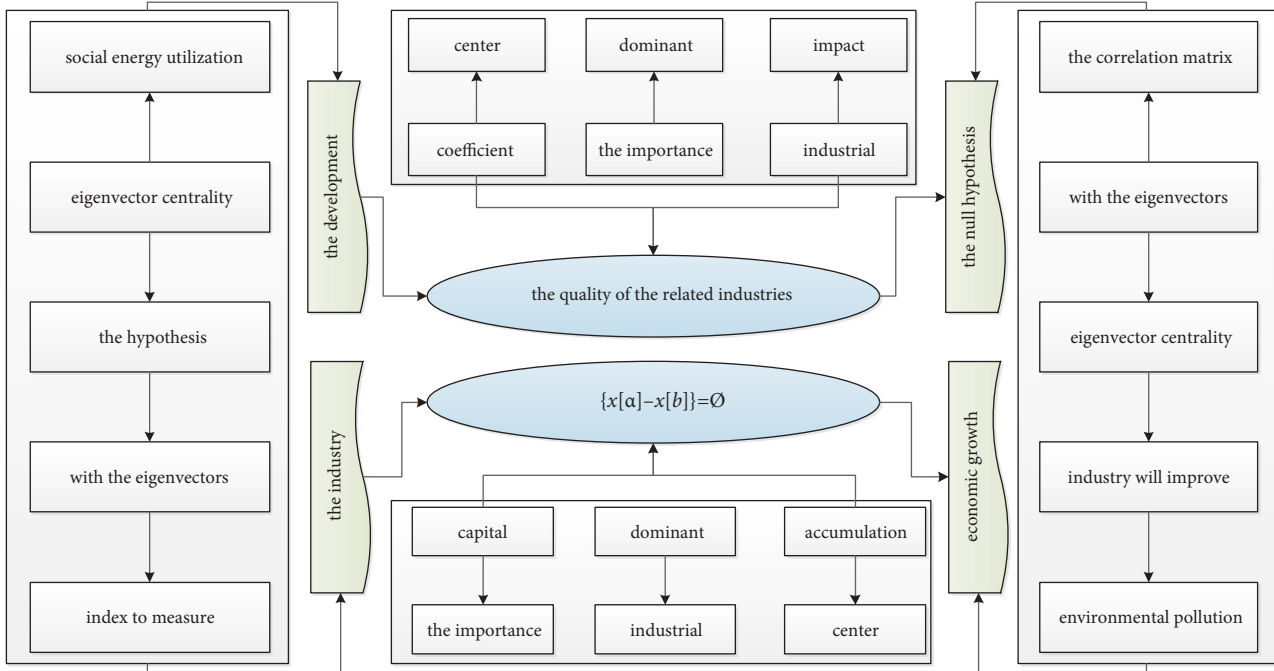 social energy utilization
eigenvector centrality
the hypothesis
with the eigenvectors
index to measure
the development
the industry
center
dominant
impact
coefficient
the importance
industrial
the quality of the related industries
{x[α]–x[b]}=Ø
capital
dominant
accumulation
the importance
industrial
center
the null hypothesis
economic growth
the correlation matrix
with the eigenvectors
eigenvector centrality
industry will improve
environmental pollution